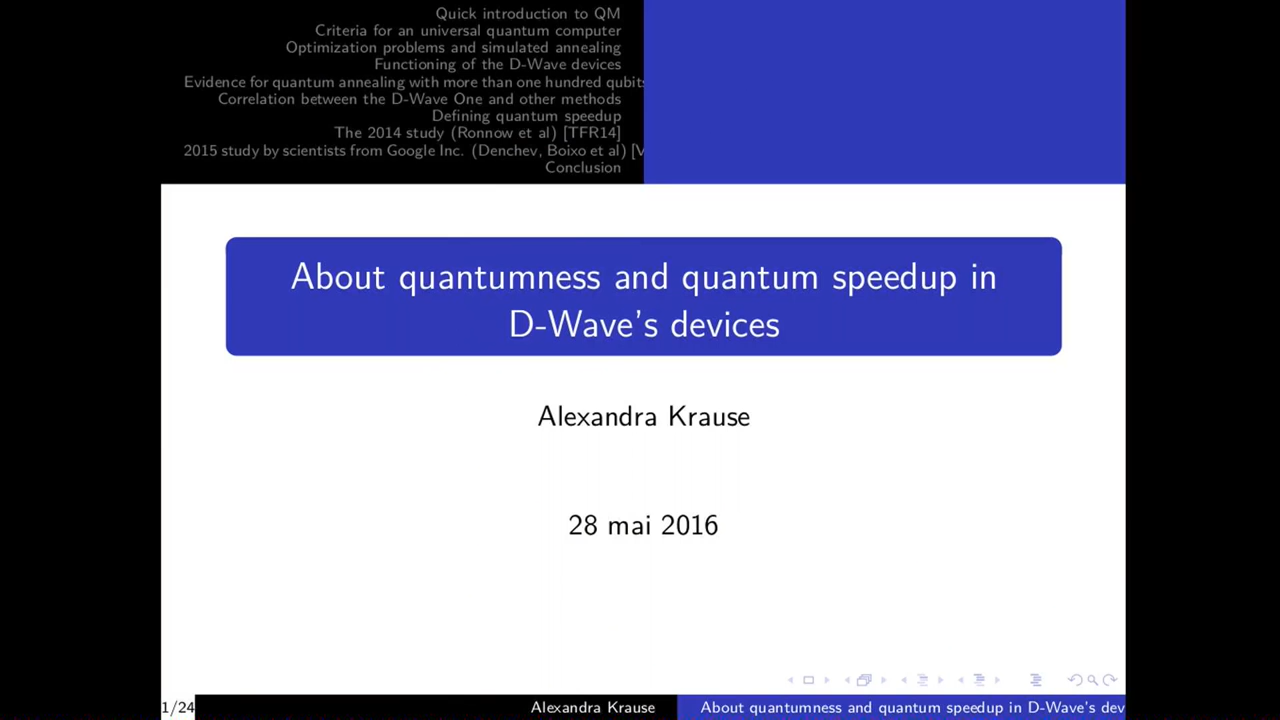 Quick introduction to QM
Criteria for an universal quantum computer
Optimization problems and simulated annealing
Functioning of the D-Wave devices
Evidence for quantum annealing with more than one hundred qubits
Correlation between the D-Wave One and other methods
Defining quantum speedup
The 2014 study (Ronnow et al) [TFR14]
2015 study by scientists from Google Inc. (Denchev, Boixo et al) [V
Conclusion
About quantumness and quantum speedup in
D-Wave's devices
Alexandra Krause
28 mai 2016
1/24
Alexandra Krause
About quantumness and quantum speedup in D-Wave's dev